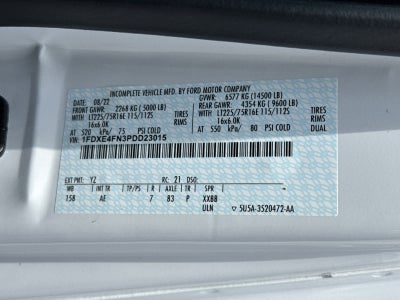 INCOMPLETE VEHICLE MFD. BY FORD MOTOR COMPANY
DATE: 08/22 GVWR: 6577 KG (14500 LB)
FRONT GAWR: 2268 KG (5000 LB) REAR GAWR: 4354 KG (9600 LB)
WITH LT225/75R16E 115/112S TIRES WITH LT225/75R16E 115/112S TIRES
16x6.0K RIMS 16x6.0K RIMS
AT 520 kPa/ 75 PSI COLD AT 550 kPa/ 80 PSI COLD
VIN: 1FDXE4FN3PDD23015
EXT PNT: YZ RC: 21 DSO:
WB INT TR TP/PS R AXLE TR SPR
158 AE 7 83 P XXBB
ULN 5U5A-3520472-AA